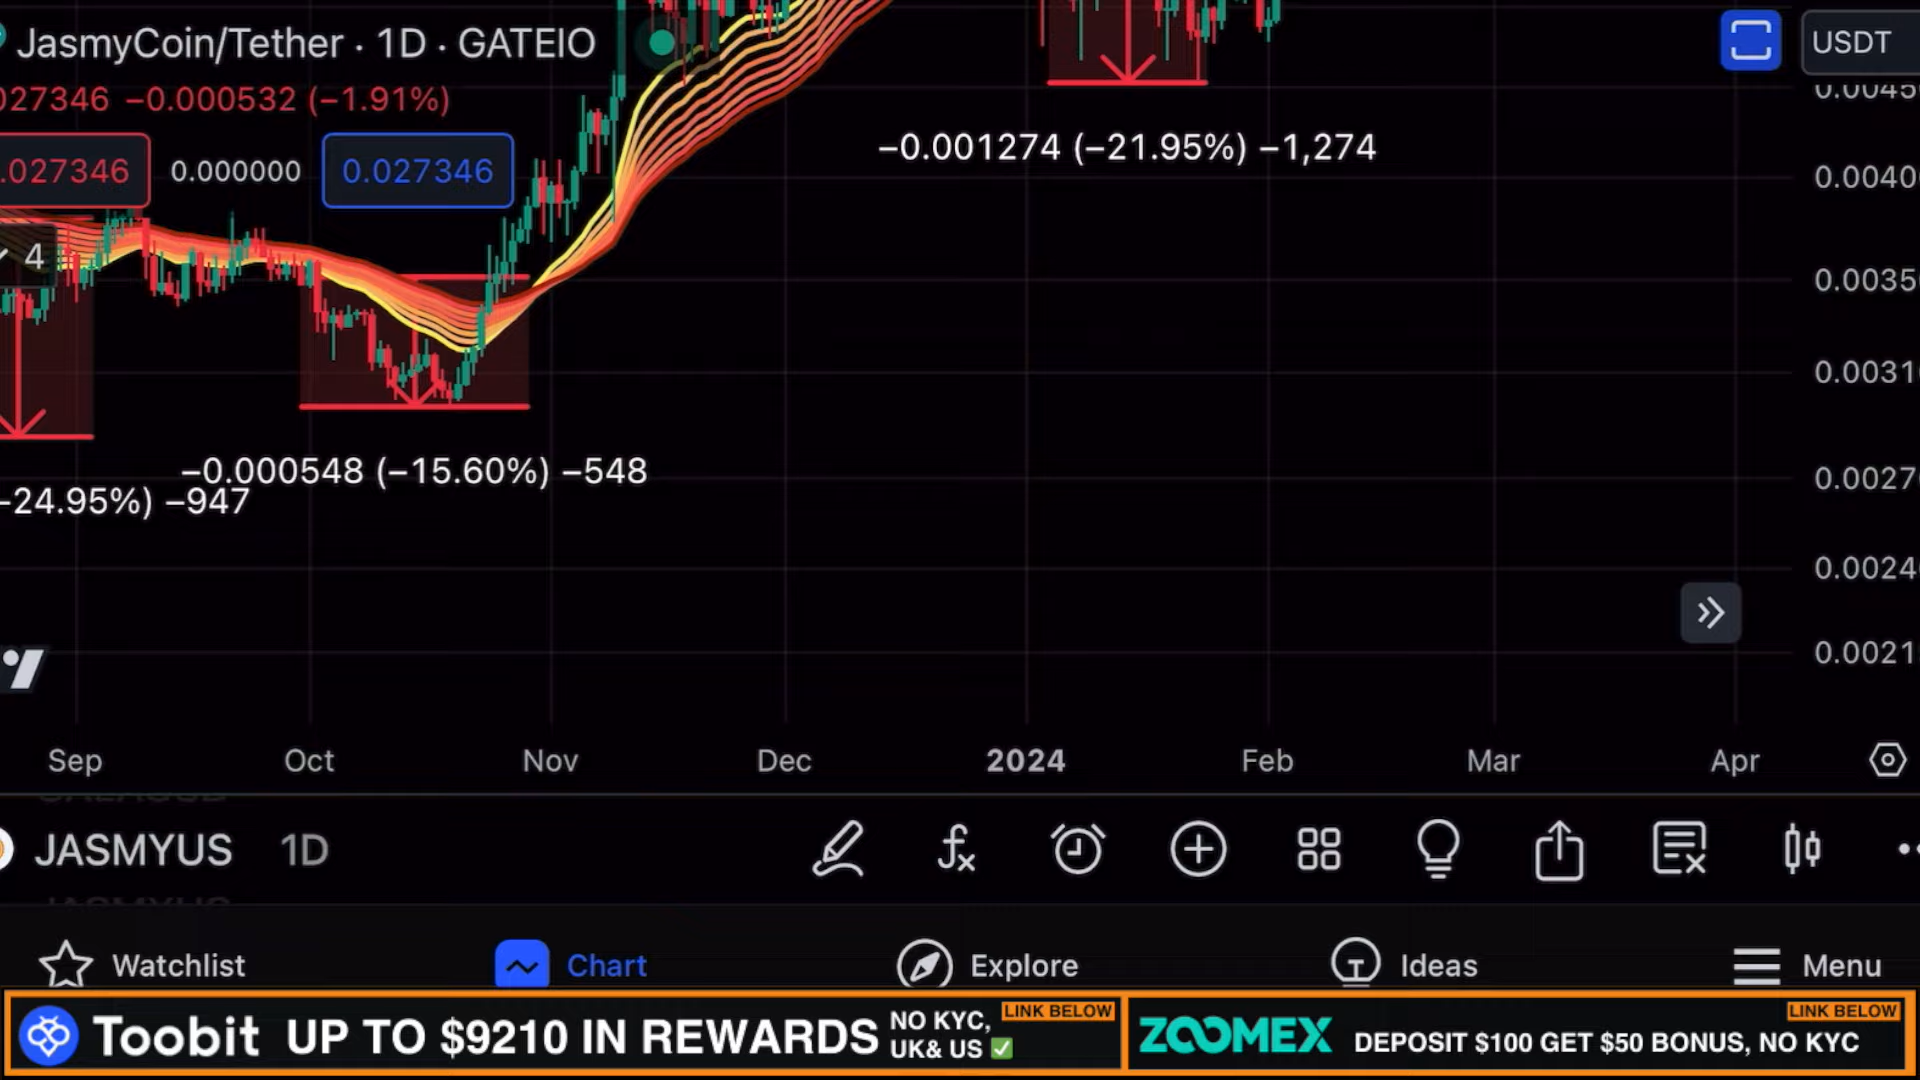 JasmyCoin/Tether · 1D · GATEIO
USDT
027346 −0.000532 (−1.91%)
0.0045
.027346
0.000000
0.027346
−0.001274 (−21.95%) −1,274
0.0040
4
0.0035
0.0031
−0.000548 (−15.60%) −548
−24.95%) −947
0.0027
0.0024
0.0021
Sep Oct Nov Dec 2024 Feb Mar Apr
JASMYUS 1D
Watchlist
Chart
Explore
Ideas
Menu
Toobit UP TO $9210 IN REWARDS
NO KYC,
UK& US ✅
LINK BELOW
ZOOMEX
DEPOSIT $100 GET $50 BONUS, NO KYC
LINK BELOW